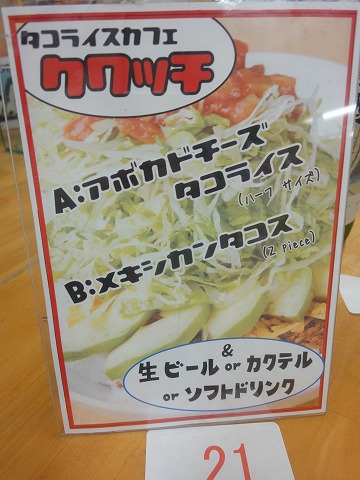 タコライスカフェ
クワッチ
A:アボカドチーズ
タコライス
(ハーフ サイズ)
B:メキシカンタコス
(2 Piece)
&
生ビール or カクテル
or ソフトドリンク
21